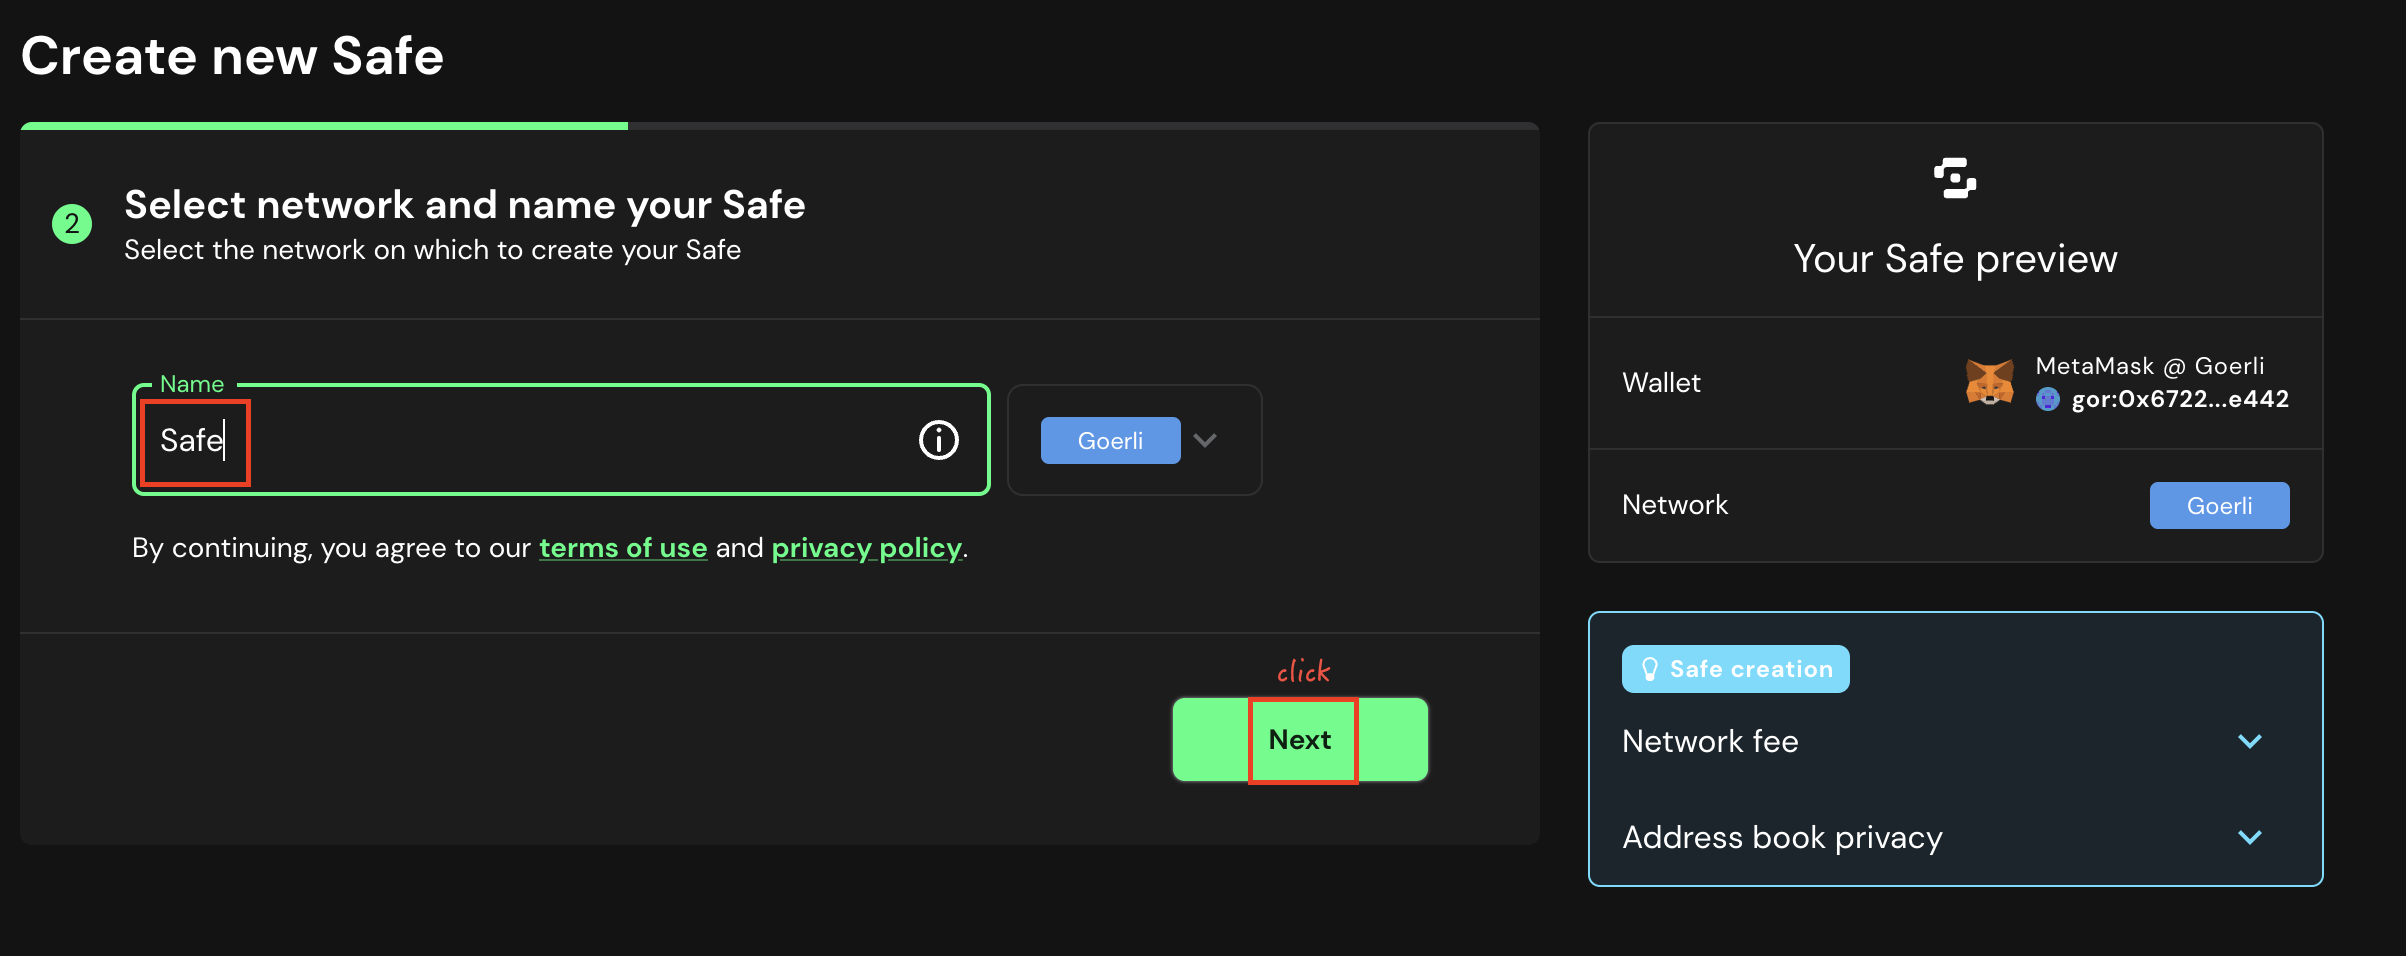 Create new Safe
2
Select network and name your Safe
Select the network on which to create your Safe
Name
Safe
Goerli
By continuing, you agree to our terms of use and privacy policy.
click
Next
Your Safe preview
Wallet
MetaMask @ Goerli
gor:0x6722...e442
Network
Goerli
Safe creation
Network fee
Address book privacy